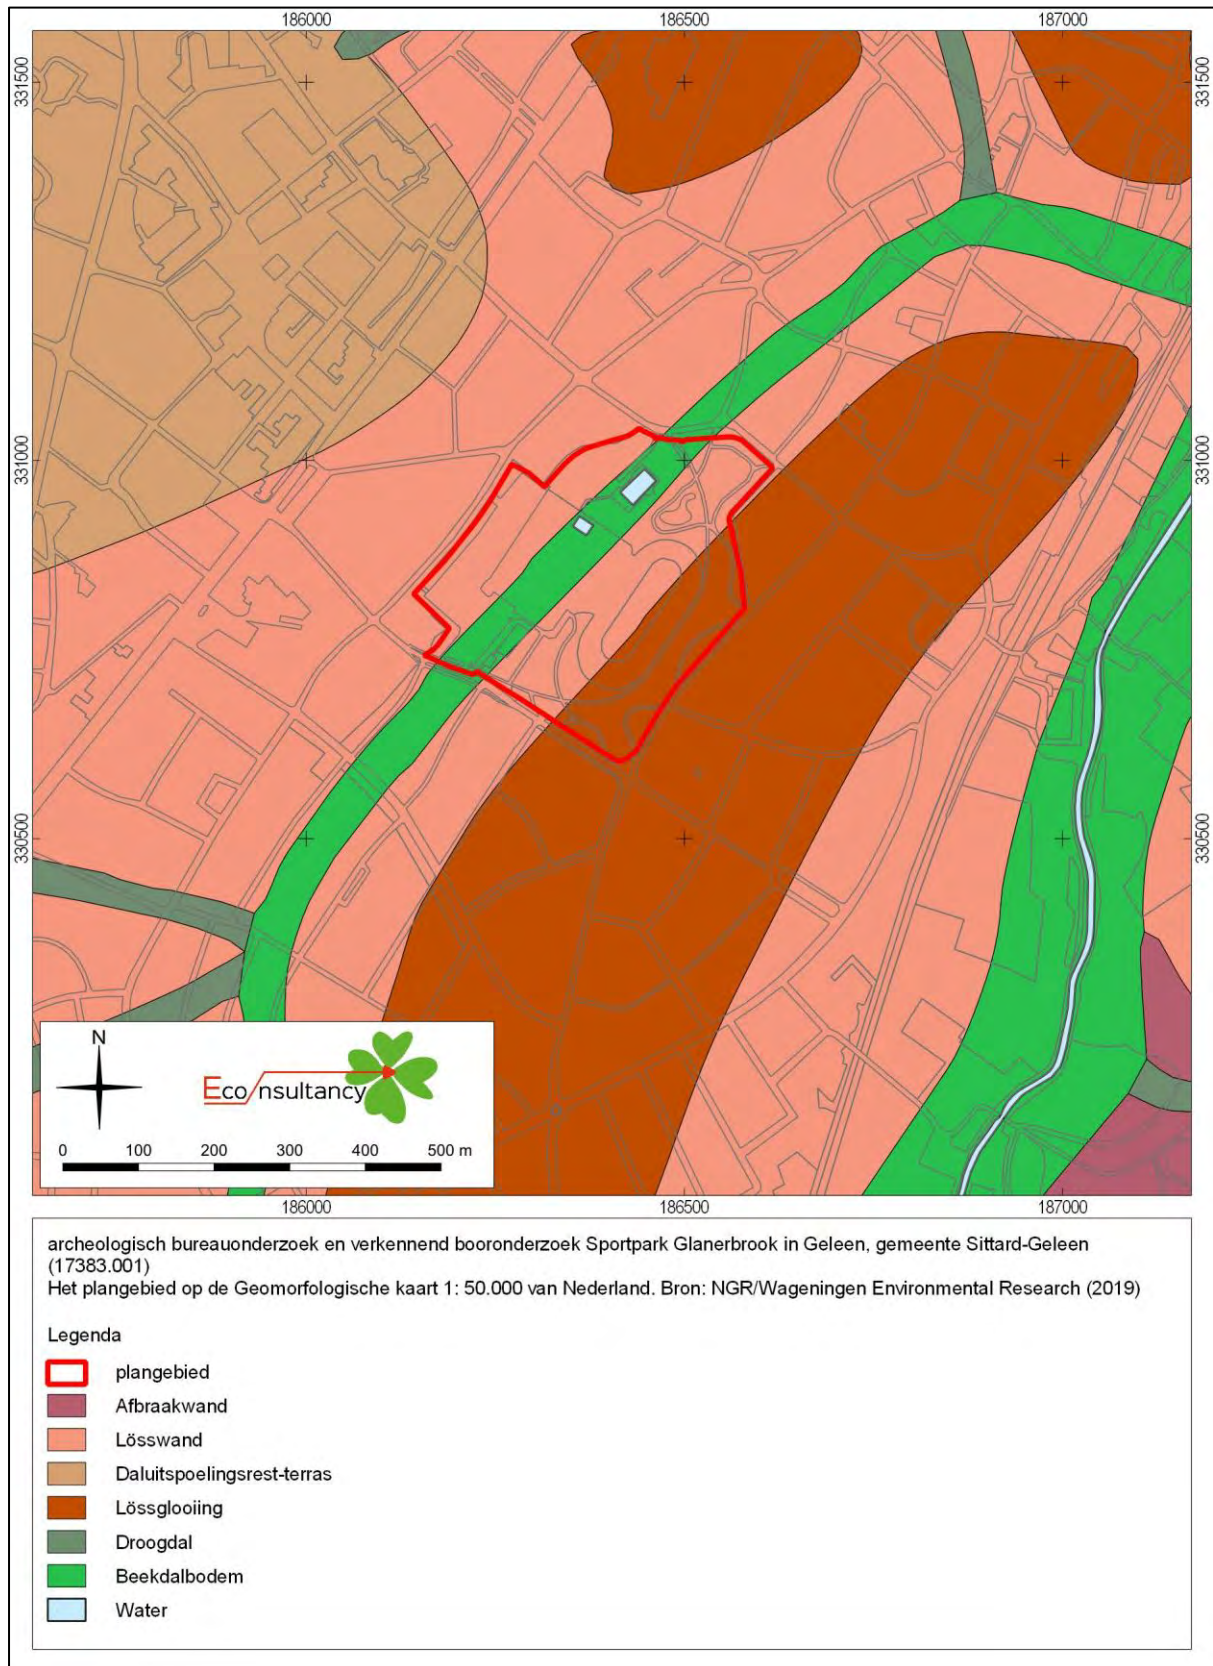 186000 186500 187000
331500 331500
331000 331000
330500 330500
N
Econsultancy
0 100 200 300 400 500 m
186000 186500 187000
archeologisch bureauonderzoek en verkennend booronderzoek Sportpark Glanerbrook in Geleen, gemeente Sittard-Geleen
(17383.001)
Het plangebied op de Geomorfologische kaart 1: 50.000 van Nederland. Bron: NGR/Wageningen Environmental Research (2019)
Legenda
plangebied
Afbraakwand
Lösswand
Daluitspoelingsrest-terras
Lössglooiing
Droogdal
Beekdalbodem
Water